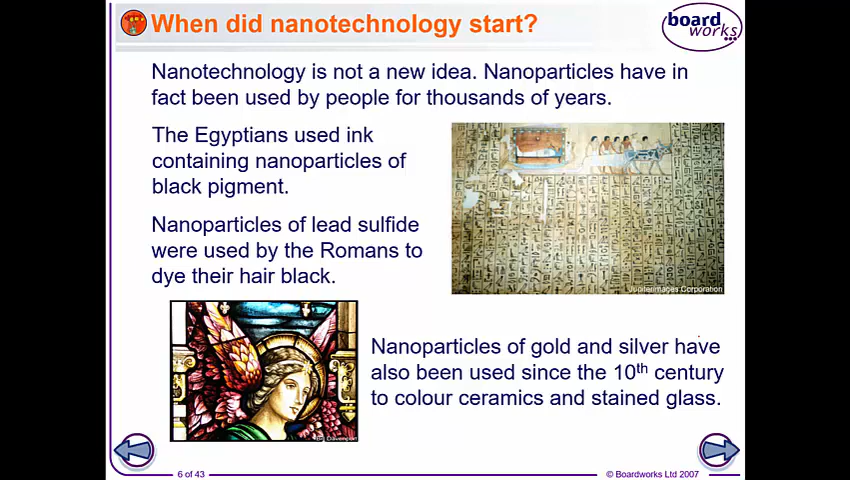 When did nanotechnology start?
board
works
Nanotechnology is not a new idea. Nanoparticles have in
fact been used by people for thousands of years.
The Egyptians used ink
containing nanoparticles of
black pigment.
Nanoparticles of lead sulfide
were used by the Romans to
dye their hair black.
Jupiterimages Corporation
Nanoparticles of gold and silver have
also been used since the 10th century
to colour ceramics and stained glass.
Davenport
6 of 43
© Boardworks Ltd 2007